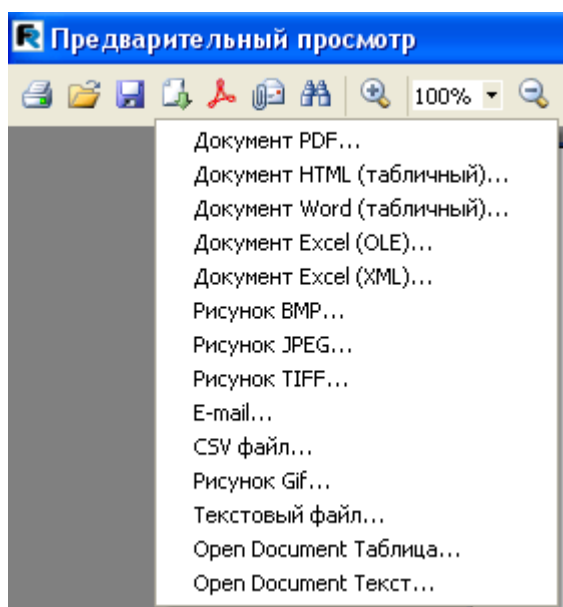 Предварительный просмотр
100%
Документ PDF...
Документ HTML (табличный)...
Документ Word (табличный)...
Документ Excel (OLE)...
Документ Excel (XML)...
Рисунок BMP...
Рисунок JPEG...
Рисунок TIFF...
E-mail...
CSV файл...
Рисунок Gif...
Текстовый файл...
Open Document Таблица...
Open Document Текст...